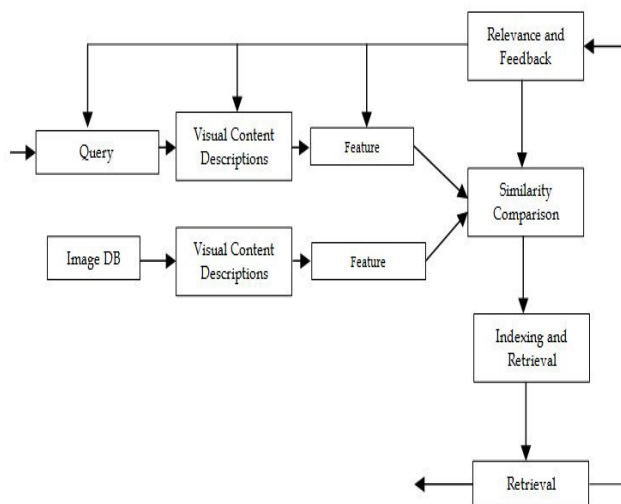 Relevance and
Feedback
Query
Visual Content
Descriptions
Feature
Similarity
Comparison
Image DB
Visual Content
Descriptions
Feature
Indexing and
Retrieval
Retrieval